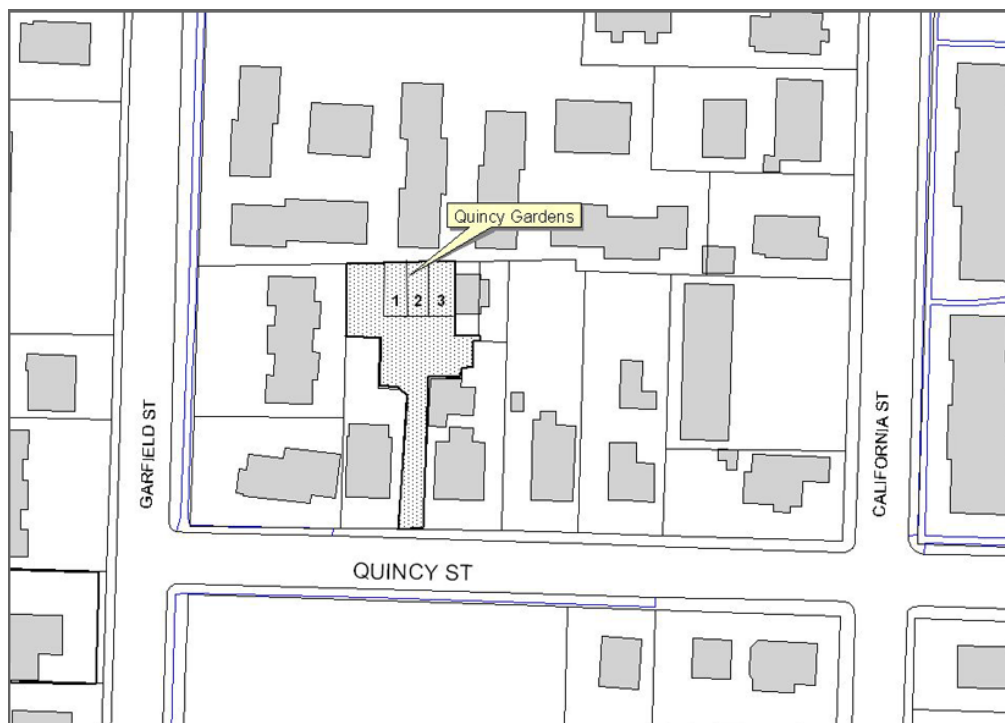 Quincy Gardens
1 2 3
GARFIELD ST
CALIFORNIA ST
QUINCY ST